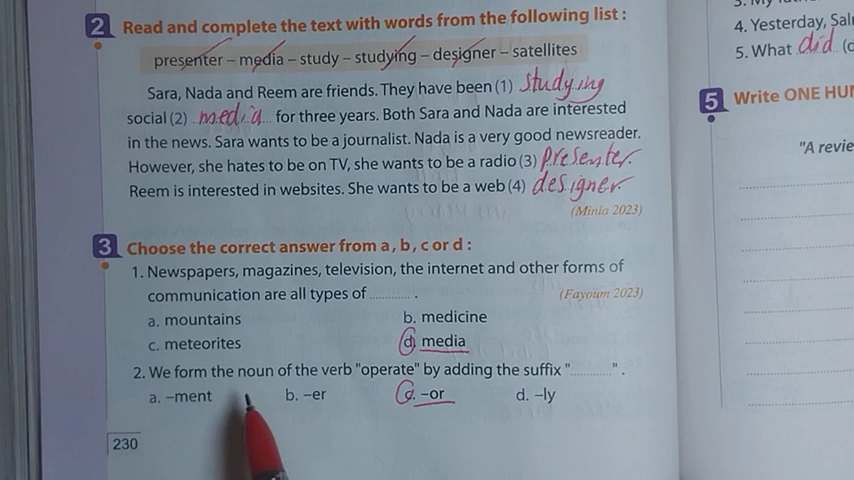 2 Read and complete the text with words from the following list :
presenter – media – study – studying – designer – satellites
Sara, Nada and Reem are friends. They have been (1) studying
social (2) media for three years. Both Sara and Nada are interested
in the news. Sara wants to be a journalist. Nada is a very good newsreader.
However, she hates to be on TV, she wants to be a radio (3) presenter.
Reem is interested in websites. She wants to be a web (4) designer.
(Minia 2023)
3 Choose the correct answer from a, b, c or d :
1. Newspapers, magazines, television, the internet and other forms of
communication are all types of ............ .
(Fayoum 2023)
a. mountains b. medicine
c. meteorites d. media
2. We form the noun of the verb "operate" by adding the suffix "............" .
a. –ment b. –er c. –or d. –ly
230
4. Yesterday,
5. What did
5 Write ONE
"A